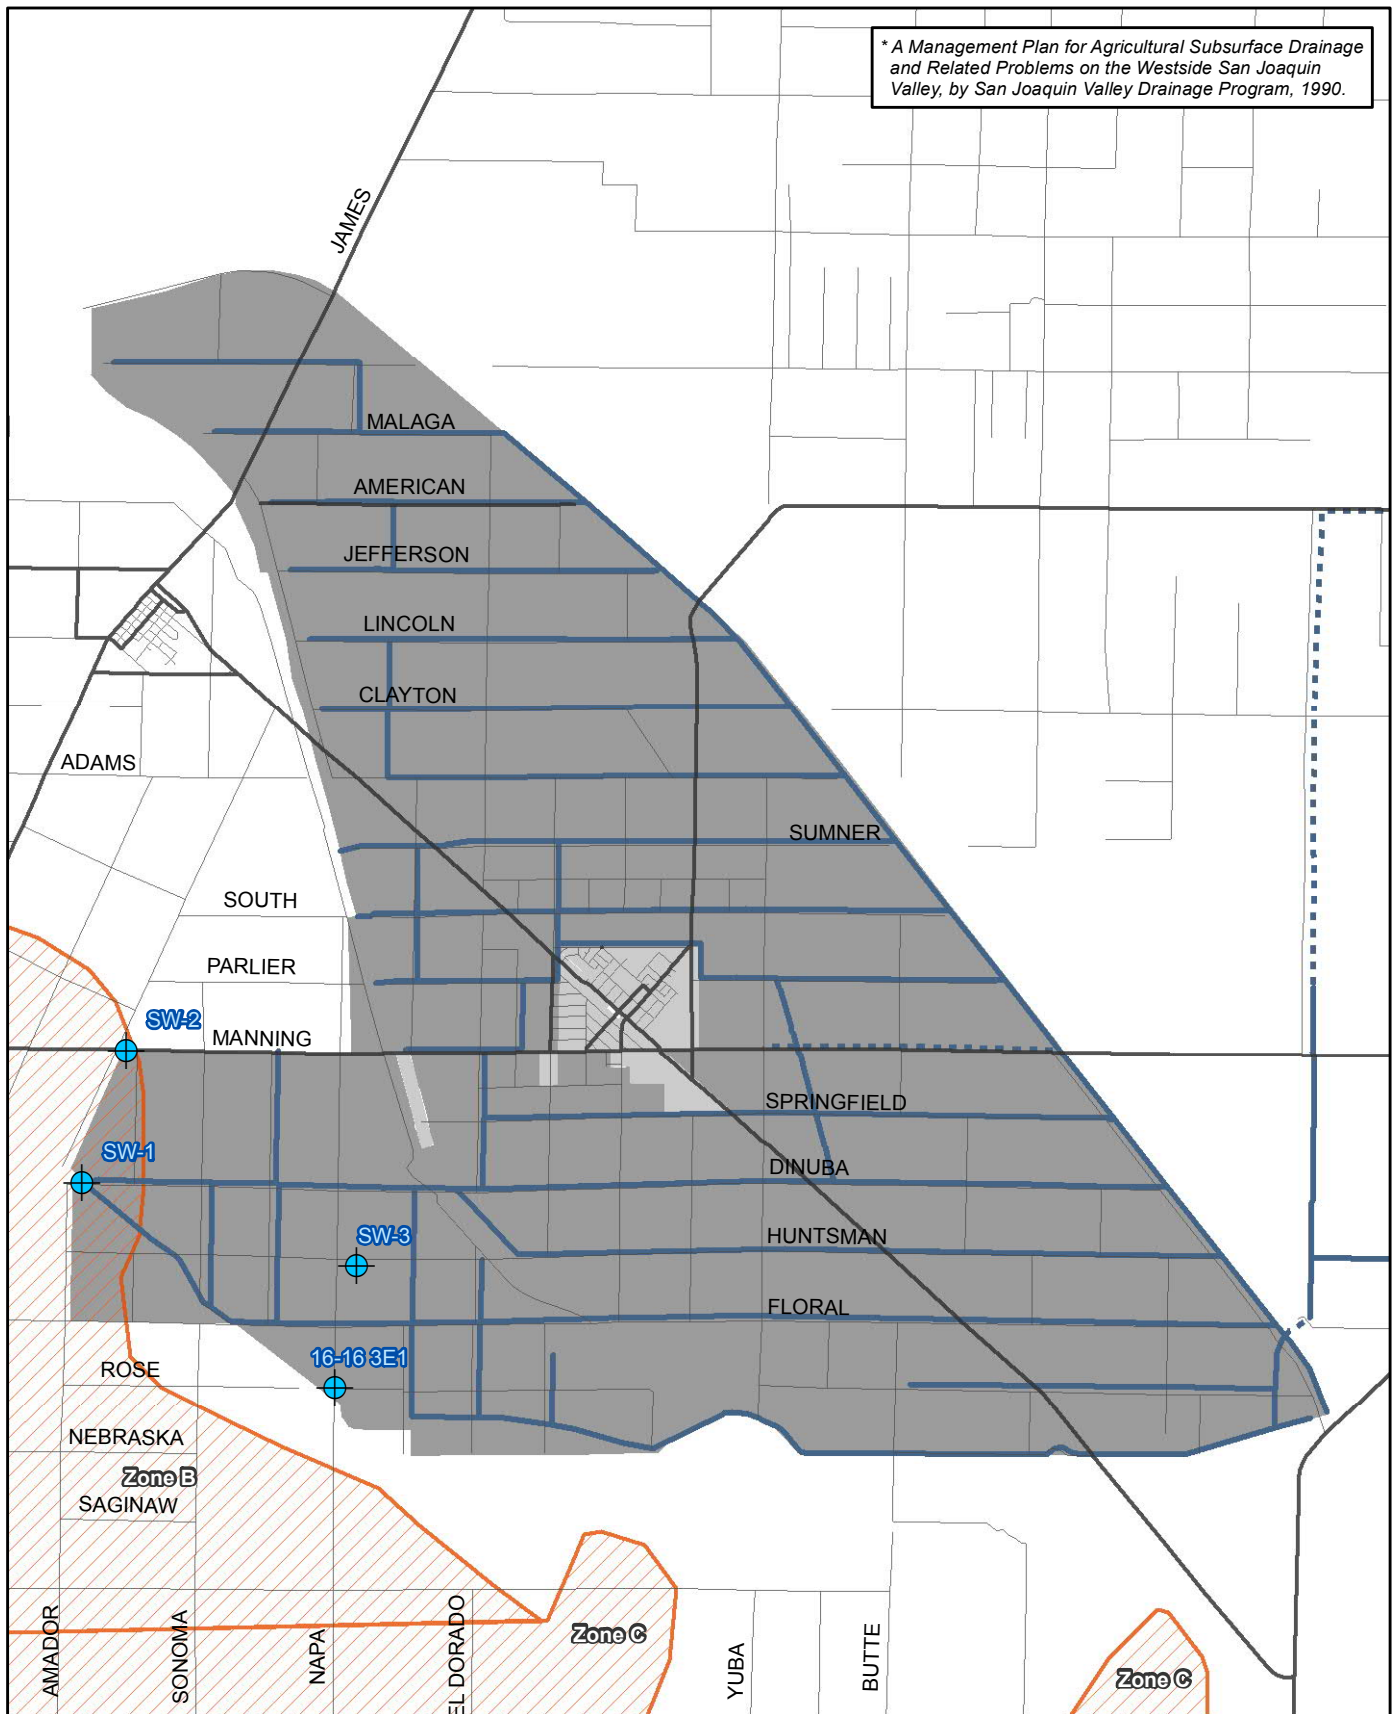 * A Management Plan for Agricultural Subsurface Drainage
and Related Problems on the Westside San Joaquin
Valley, by San Joaquin Valley Drainage Program, 1990.
JAMES
MALAGA
AMERICAN
JEFFERSON
LINCOLN
CLAYTON
ADAMS
SUMNER
SOUTH
PARLIER
SW-2
MANNING
SPRINGFIELD
SW-1
DINUBA
SW-3
HUNTSMAN
FLORAL
16-16 3E1
ROSE
NEBRASKA
Zone B
SAGINAW
AMADOR
SONOMA
NAPA
EL DORADO
Zone C
YUBA
BUTTE
Zone C